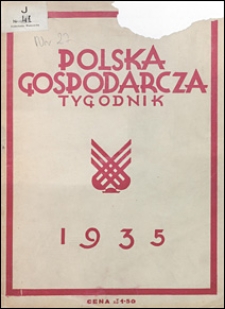 J
POLSKA
GOSPODARCZA
TYGODNIK
1935
CENA zł 1·50